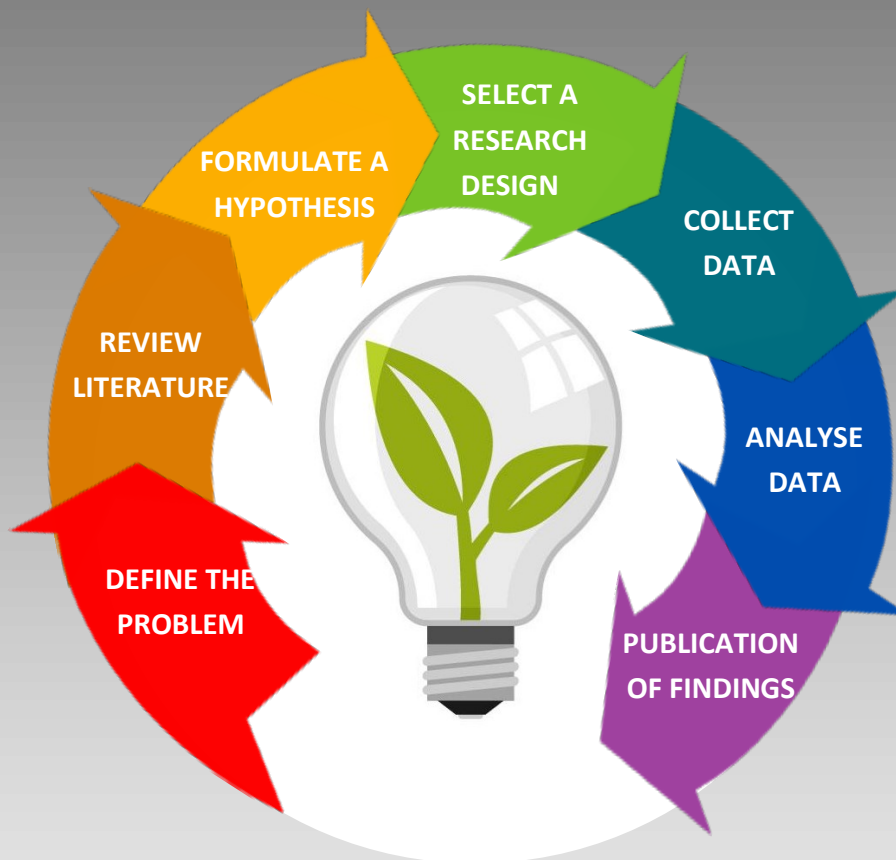 DEFINE THE
PROBLEM
REVIEW
LITERATURE
FORMULATE A
HYPOTHESIS
SELECT A
RESEARCH
DESIGN
COLLECT
DATA
ANALYSE
DATA
PUBLICATION
OF FINDINGS